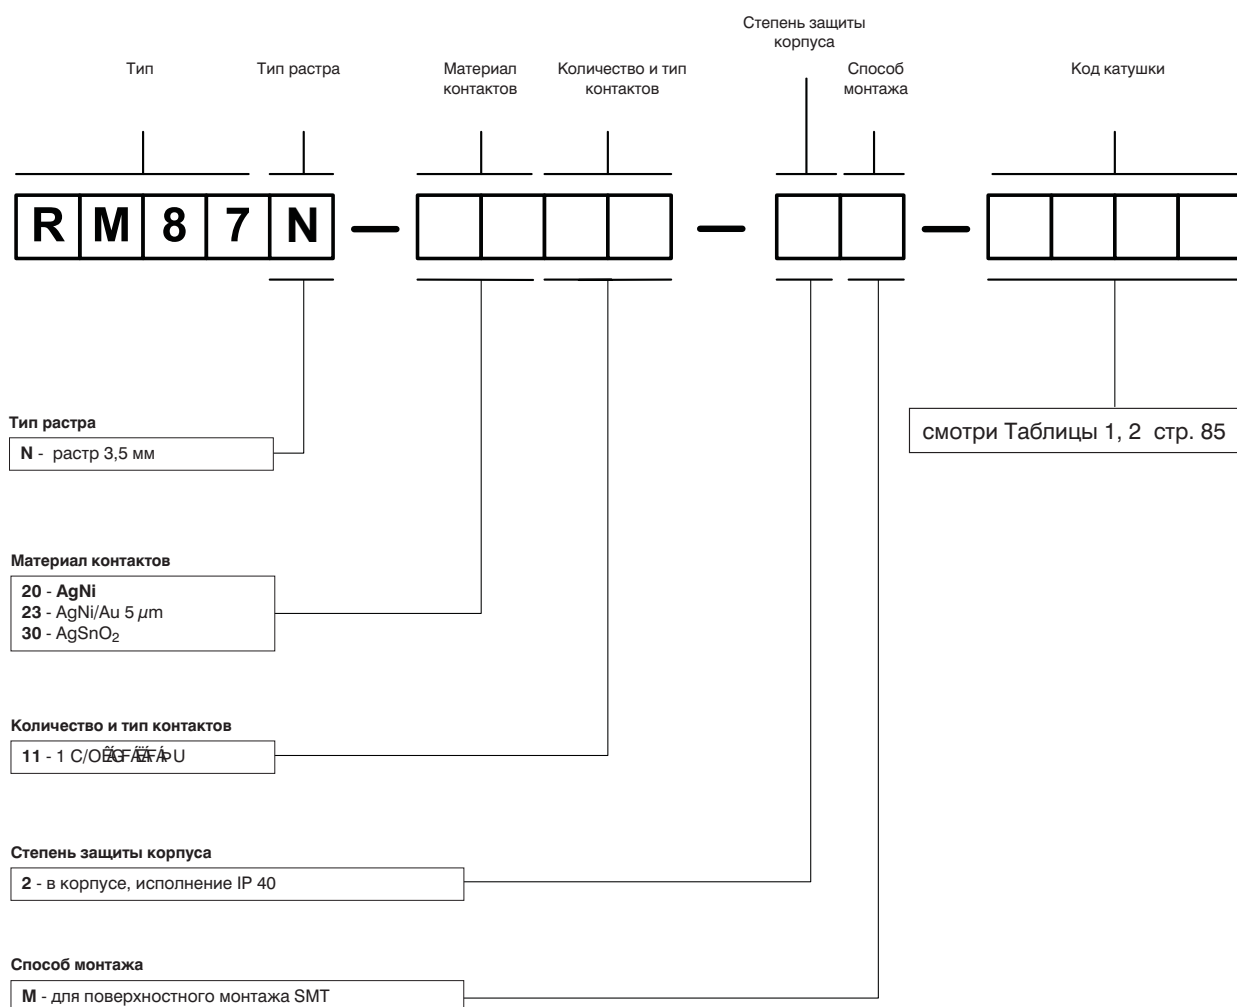 Степень защиты
корпуса
Тип
Тип растра
Материал
контактов
Количество и тип
контактов
Способ
монтажа
Код катушки
R M 8 7 N — — —
Тип растра
N - растр 3,5 мм
смотри Таблицы 1, 2 стр. 85
Материал контактов
20 - AgNi
23 - AgNi/Au 5 μm
30 - AgSnO₂
Количество и тип контактов
11 - 1
Степень защиты корпуса
2 - в корпусе, исполнение IP 40
Способ монтажа
M - для поверхностного монтажа SMT